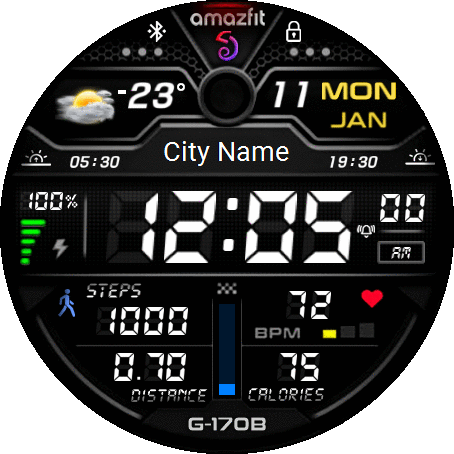 amazfit
-23°
11 MON
JAN
05:30
City Name
19:30
100%
12:05
00
AM
STEPS
1000
72
BPM
0.70
DISTANCE
75
CALORIES
G-170B